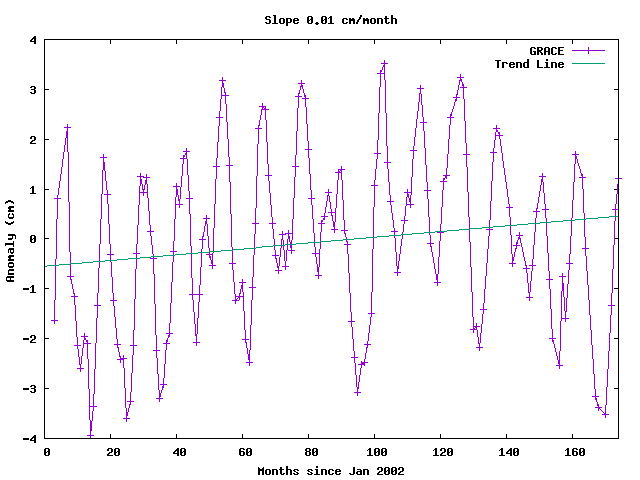 Slope 0.01 cm/month
GRACE
Trend Line
Anomaly (cm)
4
3
2
1
0
-1
-2
-3
-4
0 20 40 60 80 100 120 140 160
Months since Jan 2002